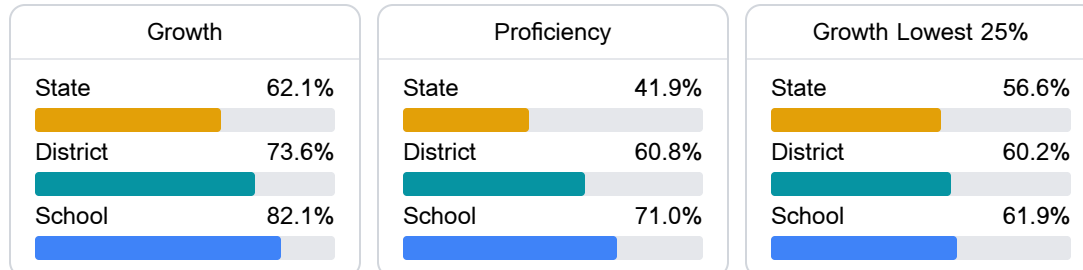 Growth
State 62.1%
District 73.6%
School 82.1%
Proficiency
State 41.9%
District 60.8%
School 71.0%
Growth Lowest 25%
State 56.6%
District 60.2%
School 61.9%